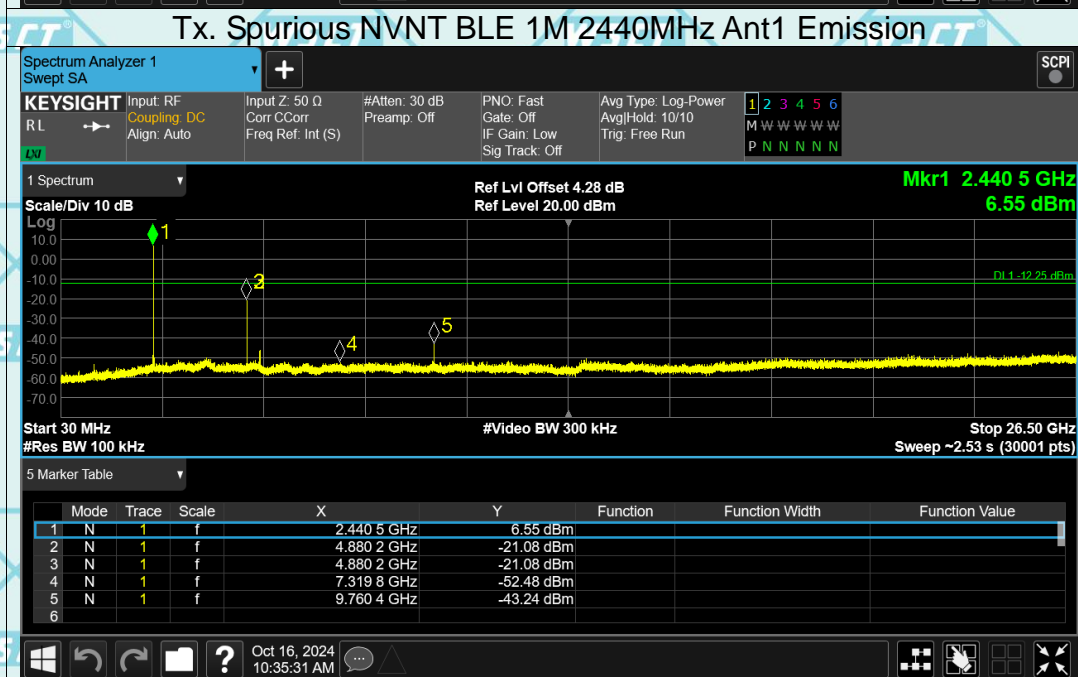 Tx. Spurious NVNT BLE 1M 2440MHz Ant1 Emission
Spectrum Analyzer 1
Swept SA
+
SCPI
KEYSIGHT Input: RF Input Z: 50 Ω #Atten: 30 dB PNO: Fast Avg Type: Log-Power 1 2 3 4 5 6
R L Coupling: DC Corr CCorr Preamp: Off Gate: Off Avg|Hold: 10/10 M W W W W W
Align: Auto Freq Ref: Int (S) IF Gain: Low Trig: Free Run P N N N N N
LXI Sig Track: Off
1 Spectrum
Ref Lvl Offset 4.28 dB
Mkr1 2.440 5 GHz
Scale/Div 10 dB
Ref Level 20.00 dBm
6.55 dBm
Log
1
10.0
0.00
-10.0
DL1 -12.25 dBm
-20.0
-30.0
5
-40.0
4
-50.0
-60.0
-70.0
Start 30 MHz #Video BW 300 kHz Stop 26.50 GHz
#Res BW 100 kHz Sweep ~2.53 s (30001 pts)
5 Marker Table
Mode Trace Scale X Y Function Function Width Function Value
1 N 1 f 2.440 5 GHz 6.55 dBm
2 N 1 f 4.880 2 GHz -21.08 dBm
3 N 1 f 4.880 2 GHz -21.08 dBm
4 N 1 f 7.319 8 GHz -52.48 dBm
5 N 1 f 9.760 4 GHz -43.24 dBm
6
? Oct 16, 2024
10:35:31 AM